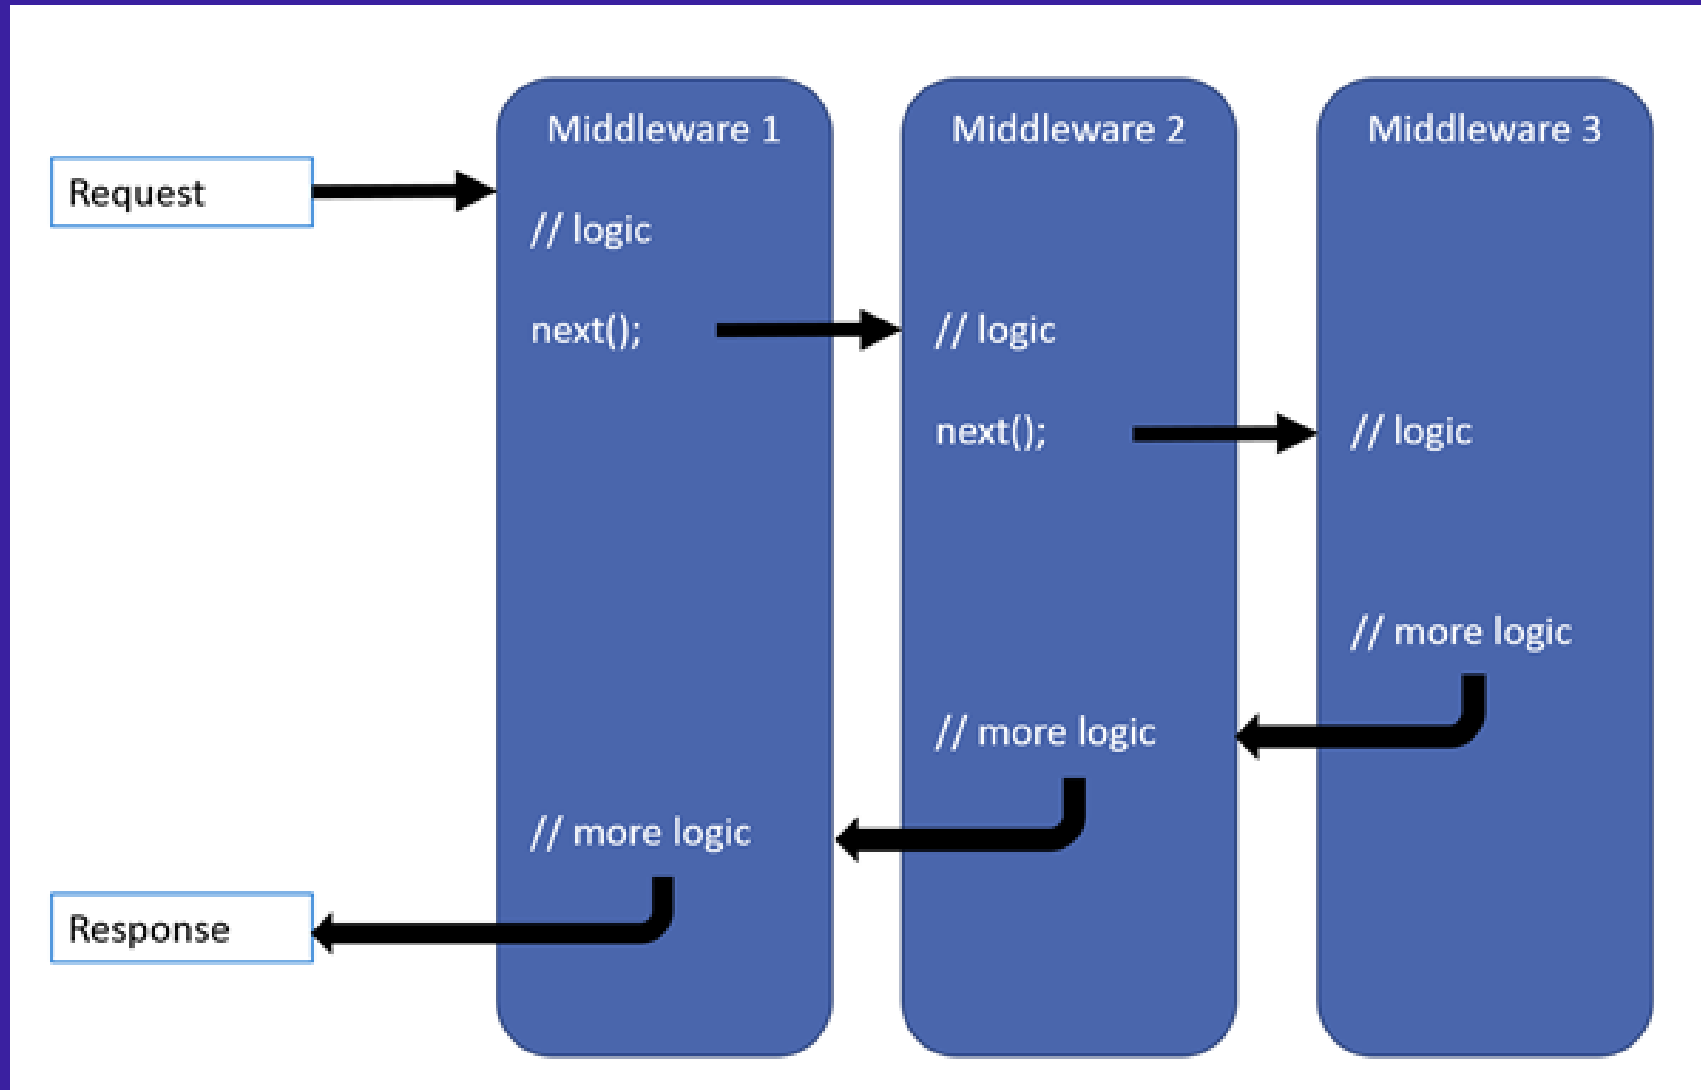 Middleware 1
Middleware 2
Middleware 3
Request
// logic
next();
// logic
next();
// logic
// more logic
// more logic
// more logic
Response